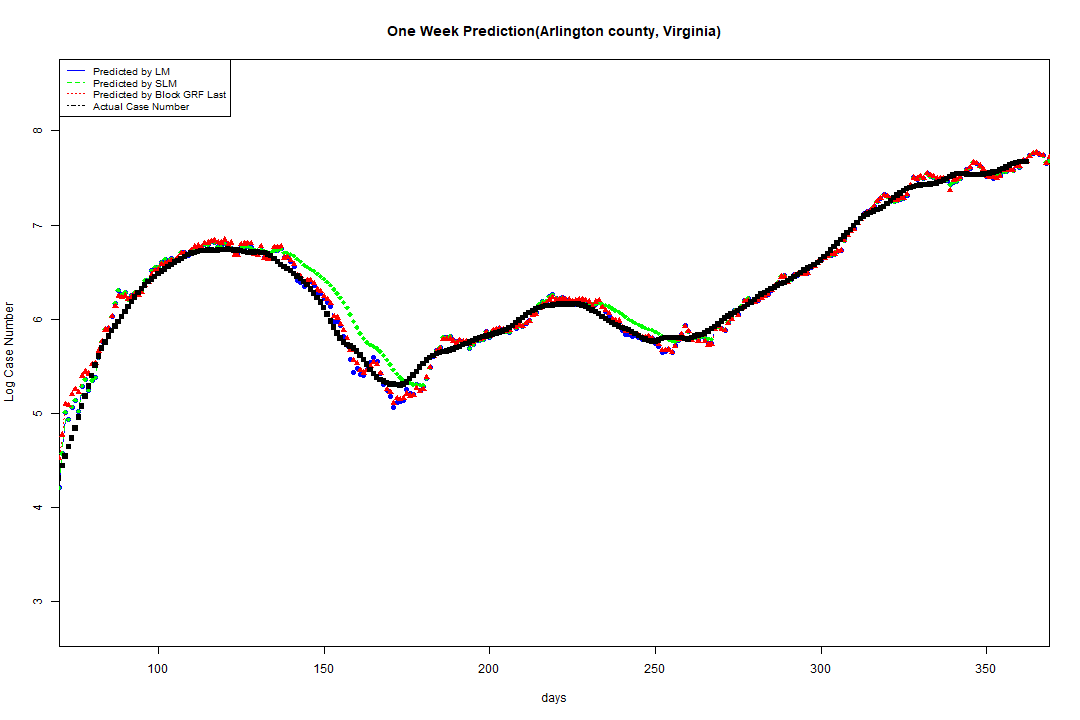 One Week Prediction(Arlington county, Virginia)
Predicted by LM
Predicted by SLM
Predicted by Block GRF Last
Actual Case Number
8
7
6
5
4
3
Log Case Number
100 150 200 250 300 350
days